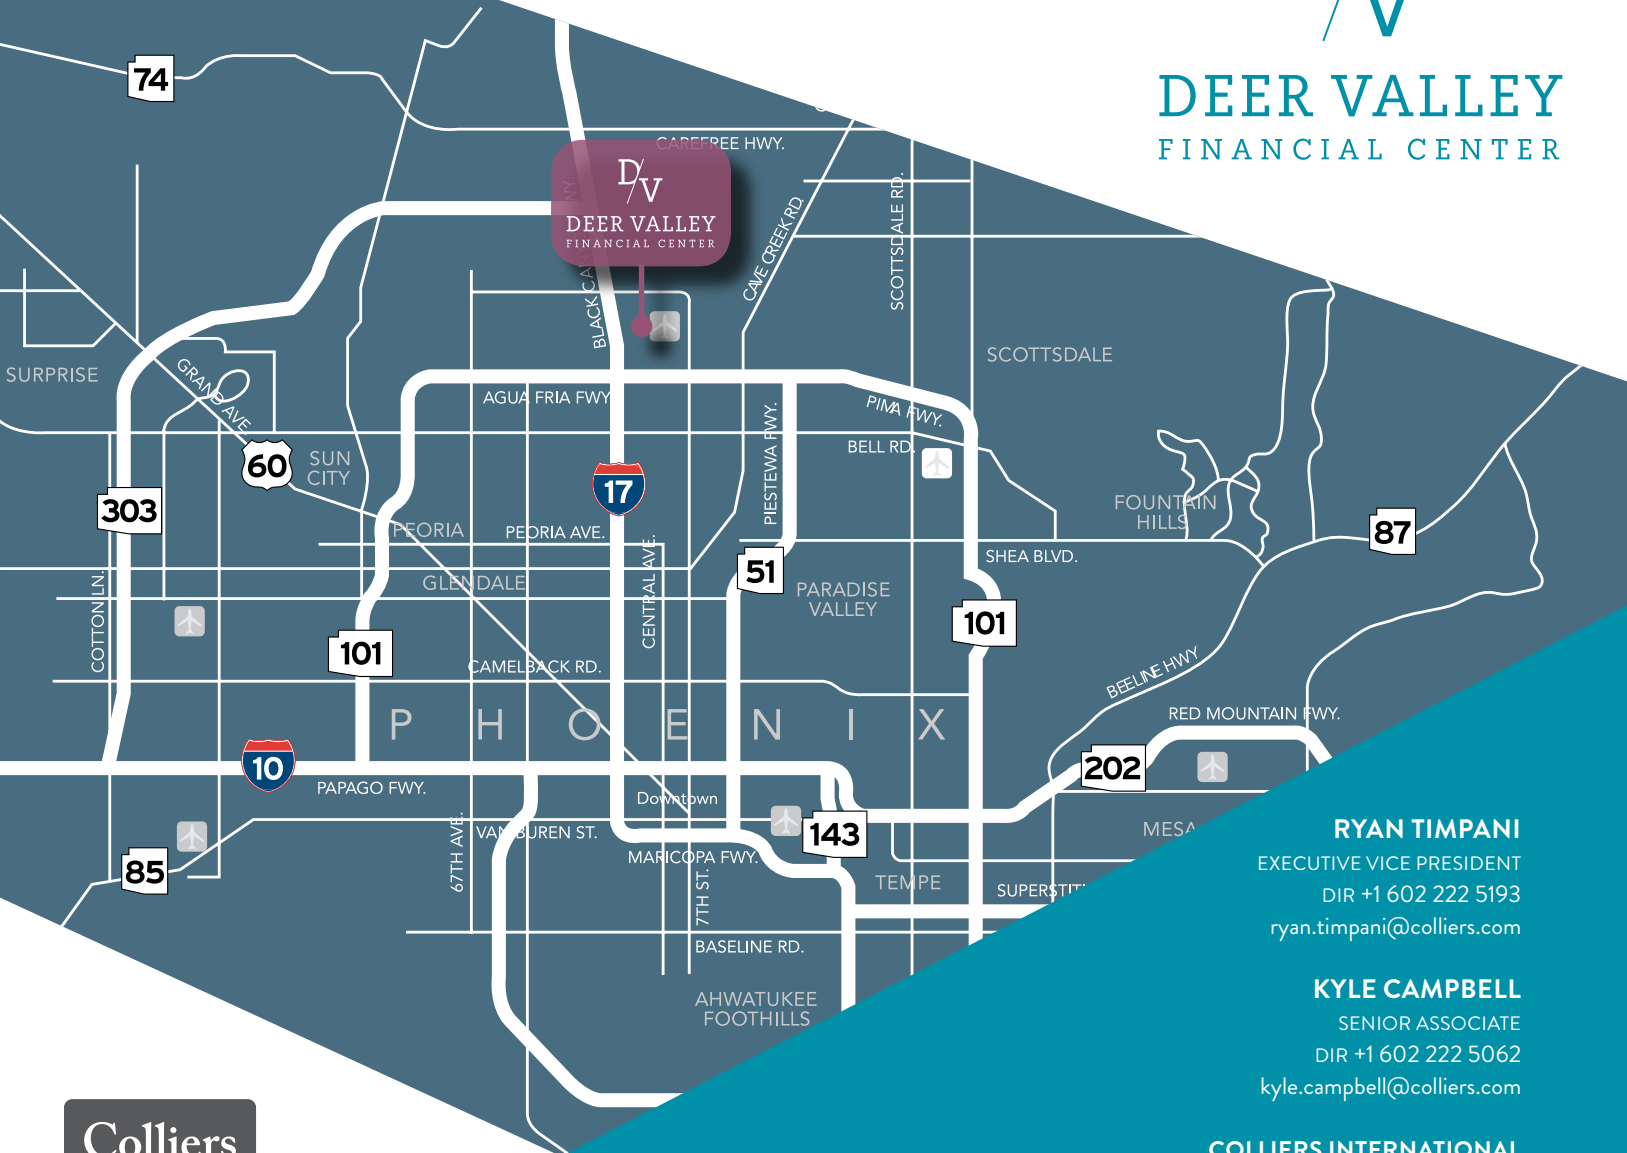 D/V
DEER VALLEY
FINANCIAL CENTER
74
CAREFREE HWY.
D/V
DEER VALLEY
FINANCIAL CENTER
CAVE CREEK RD.
SCOTTSDALE RD.
SCOTTSDALE
SURPRISE
GRAND AVE.
AGUA FRIA FWY.
PIMA FWY.
PIESTEWA FWY.
BELL RD.
60
SUN
CITY
17
303
FOUNTAIN
HILLS
87
PEORIA
PEORIA AVE.
SHEA BLVD.
51
GLENDALE
PARADISE
VALLEY
COTTON LN.
CENTRAL AVE.
101
101
CAMELBACK RD.
BEELINE HWY
PHOENIX
RED MOUNTAIN FWY.
10
202
PAPAGO FWY.
Downtown
VAN BUREN ST.
143
MESA
67TH AVE.
MARICOPA FWY.
85
TEMPE
7TH ST.
BASELINE RD.
AHWATUKEE
FOOTHILLS
RYAN TIMPANI
EXECUTIVE VICE PRESIDENT
DIR +1 602 222 5193
ryan.timpani@colliers.com
KYLE CAMPBELL
SENIOR ASSOCIATE
DIR +1 602 222 5062
kyle.campbell@colliers.com
COLLIERS INTERNATIONAL
Colliers